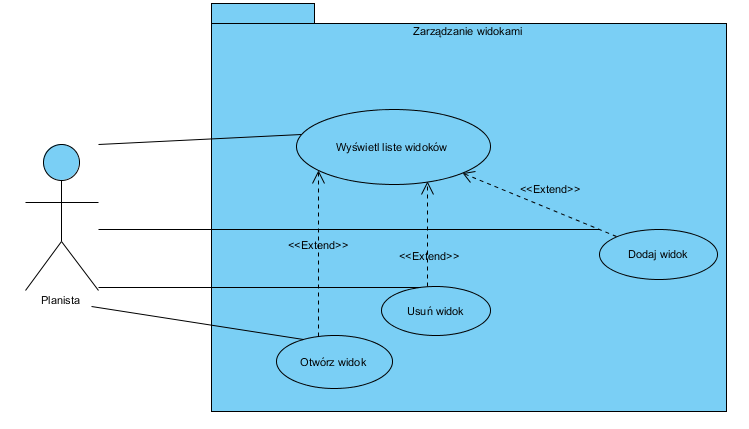 Zarządzanie widokami
Wyświetl liste widoków
<<Extend>>
<<Extend>>
<<Extend>>
Dodaj widok
Planista
Usuń widok
Otwórz widok